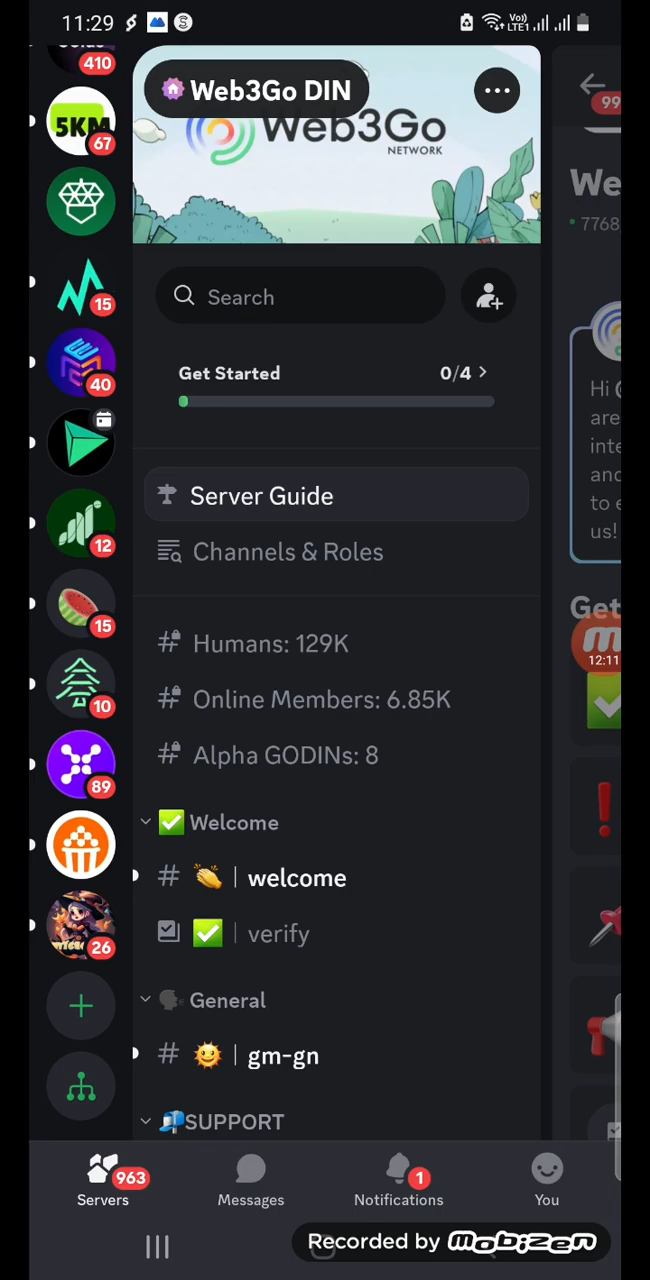 11:29
Vo)
LTE1
410
Web3Go DIN
Web3Go
NETWORK
99
5KM
67
We
7768
15
Search
40
Get Started
0/4
Hi @
are
inte
and
to e
us!
12
Server Guide
Channels & Roles
15
Get
12:11
Humans: 129K
10
Online Members: 6.85K
Alpha GODINs: 8
89
Welcome
# | welcome
26
| verify
General
# | gm-gn
SUPPORT
963
1
Servers
Messages
Notifications
You
Recorded by mobizen